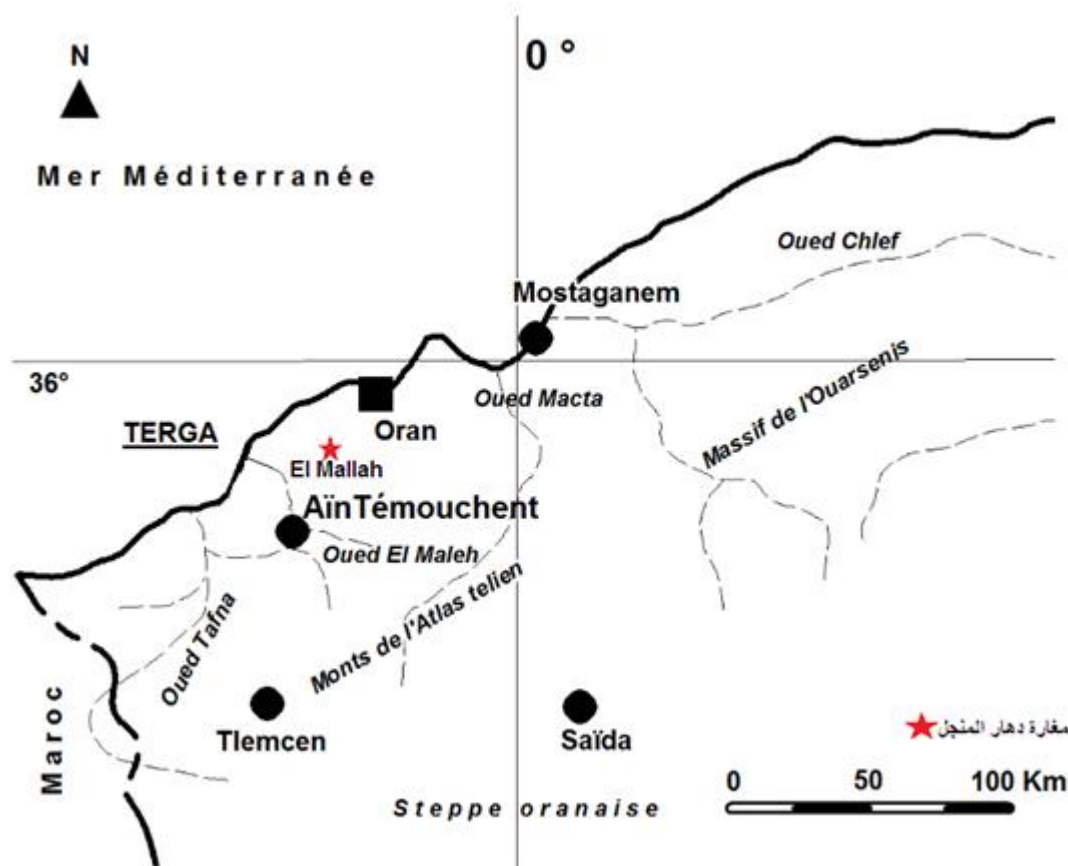 N
0 °
Mer Méditerranée
Oued Chlef
Mostaganem
36°
Oued Macta
Massif de l'Ouarsenis
TERGA
Oran
El Mallah
AïnTémouchent
Oued El Maleh
Oued Tafna
Monts de l'Atlas telien
Maroc
Tlemcen
Saïda
مغارة دهار المنجل
0 50 100 Km
Steppe oranaise